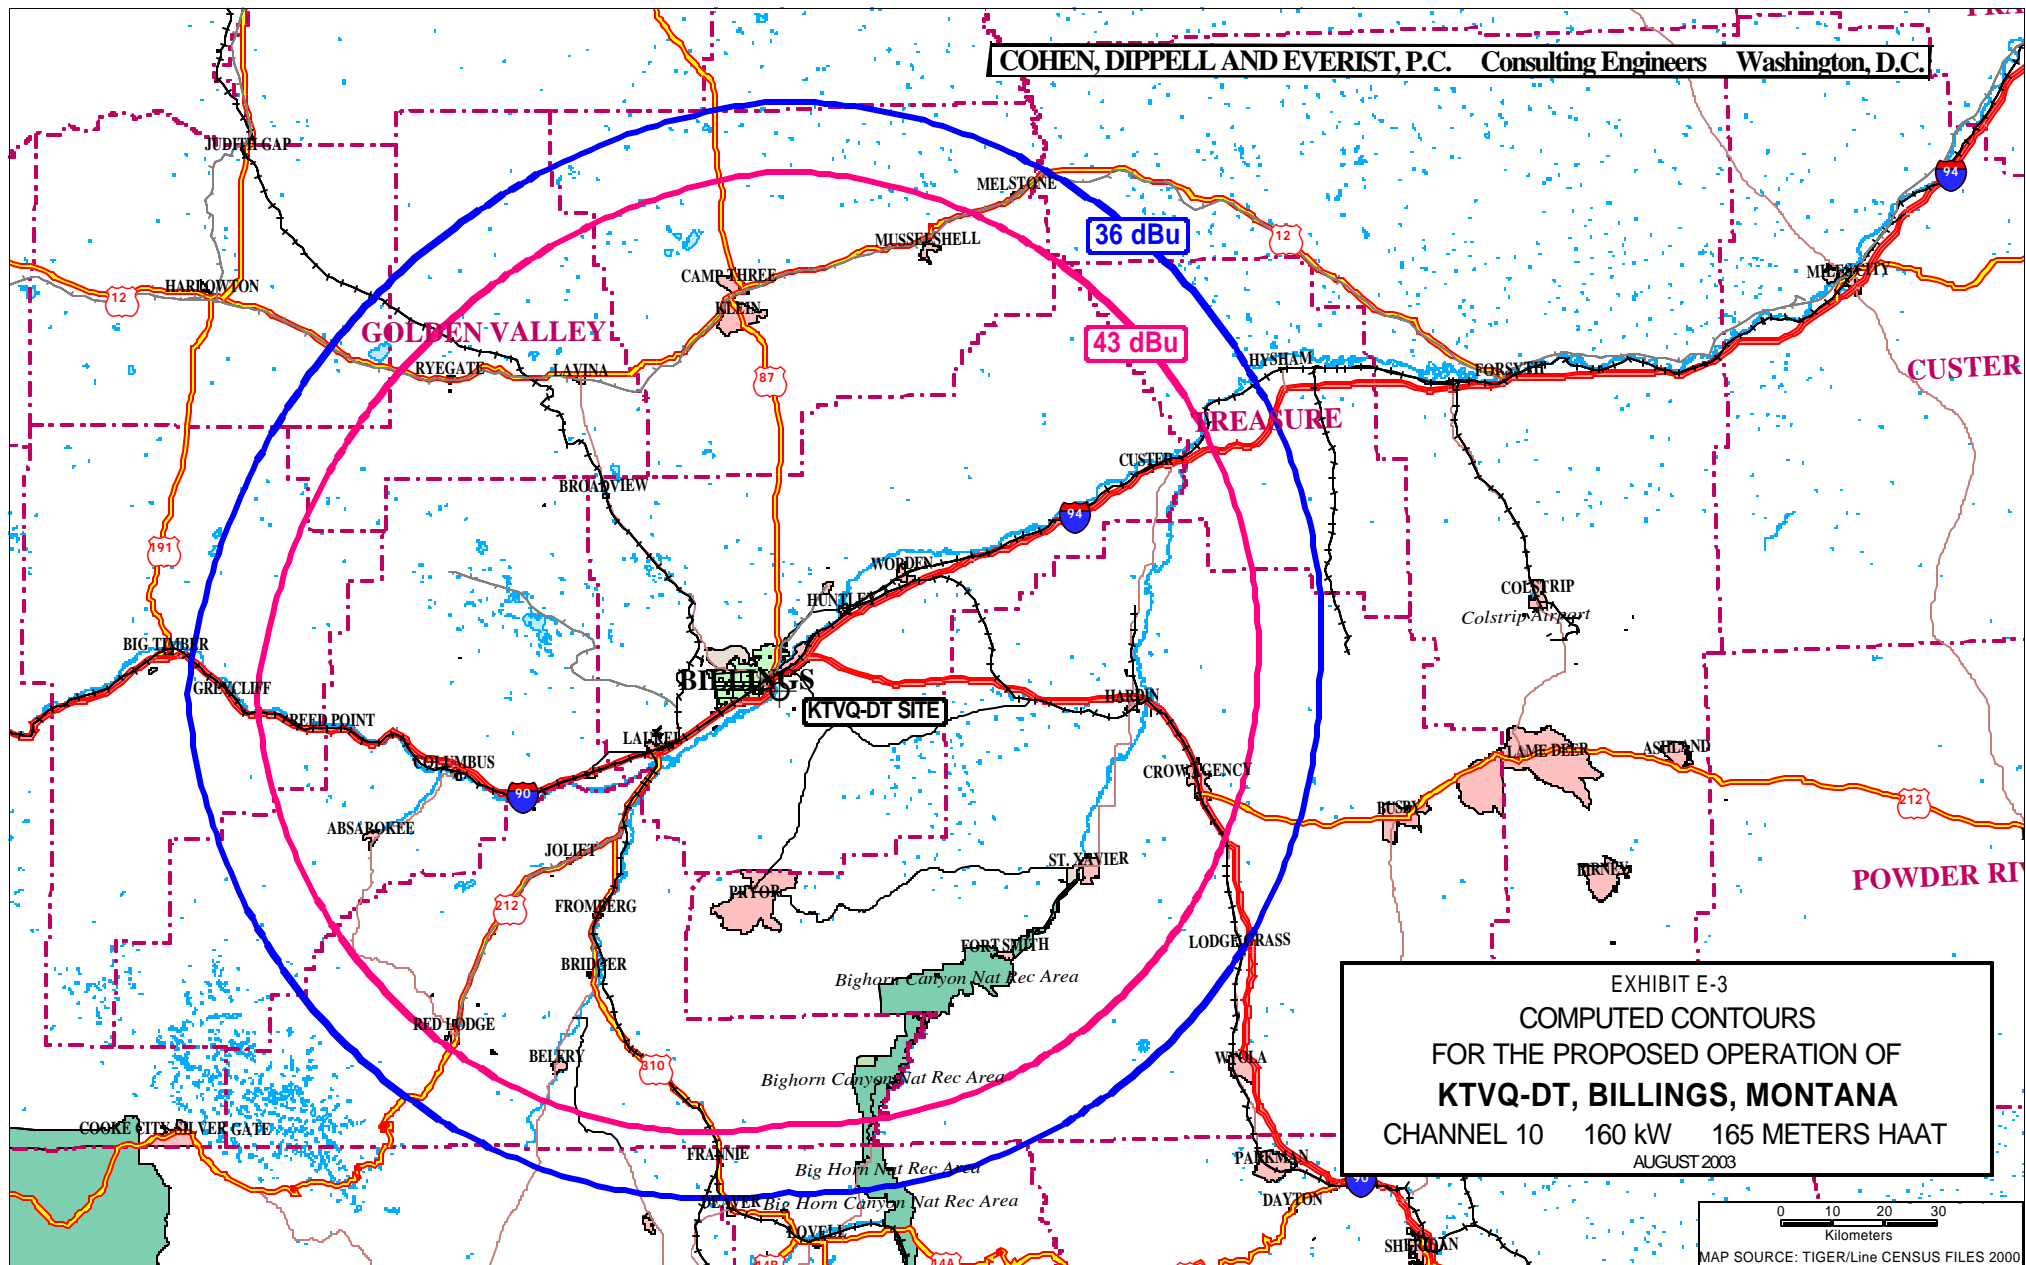 COHEN, DIPPELL AND EVERIST, P.C. Consulting Engineers Washington, D.C.
JUDITH GAP
MELSTONE
94
36 dBu
12
MUSSELSHELL
CAMP THREE
MILES CITY
HARLOWTON
12
KLEIN
GOLDEN VALLEY
43 dBu
HYSHAM
RYEGATE
LAVINA
87
FORSYTH
CUSTER
TREASURE
CUSTER
BROADVIEW
94
191
WORDEN
HUNTLEY
COLSTRIP
Colstrip Airport
BIG TIMBER
GREYCLIFF
BILLINGS
HARDIN
KTVQ-DT SITE
REED POINT
LAUREL
COLUMBUS
LAME DEER
ASHLAND
CROW AGENCY
90
BUSBY
212
ABSAROKEE
JOLIET
ST. XAVIER
BIRNEY
PRYOR
212
FROMBERG
LODGE GRASS
FORT SMITH
BRIDGER
Bighorn Canyon Nat Rec Area
RED LODGE
BELFRY
310
WYOLA
Bighorn Canyon Nat Rec Area
COOKE CITY-SILVER GATE
FRANNIE
PARKMAN
Big Horn Nat Rec Area
90
DEAVER
Big Horn Canyon Nat Rec Area
DAYTON
LOVELL
SHERIDAN
14A
EXHIBIT E-3
COMPUTED CONTOURS
FOR THE PROPOSED OPERATION OF
KTVQ-DT, BILLINGS, MONTANA
CHANNEL 10 160 kW 165 METERS HAAT
AUGUST 2003
0 10 20 30
Kilometers
MAP SOURCE: TIGER/Line CENSUS FILES 2000